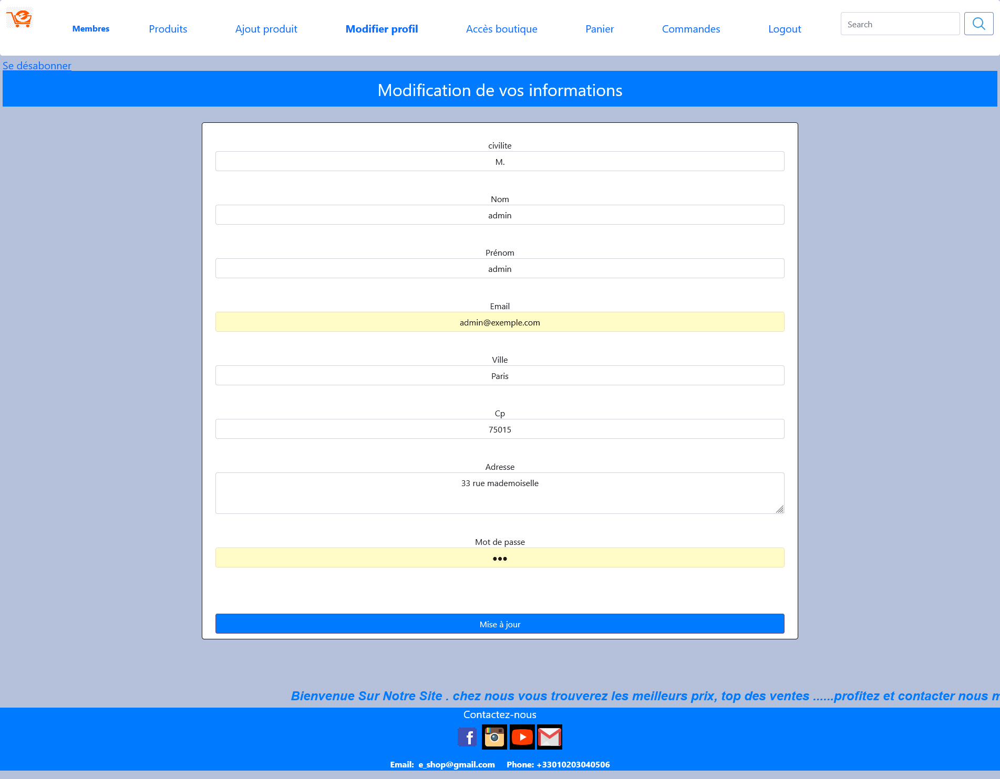 Membres Produits Ajout produit Modifier profil Accès boutique Panier Commandes Logout Search
Se désabonner
Modification de vos informations
civilite
M.
Nom
admin
Prénom
admin
Email
admin@exemple.com
Ville
Paris
Cp
75015
Adresse
33 rue mademoiselle
Mot de passe
•••
Mise à jour
Bienvenue Sur Notre Site . chez nous vous trouverez les meilleurs prix, top des ventes ......profitez et contacter nous
Contactez-nous
Email: e_shop@gmail.com Phone: +33010203040506